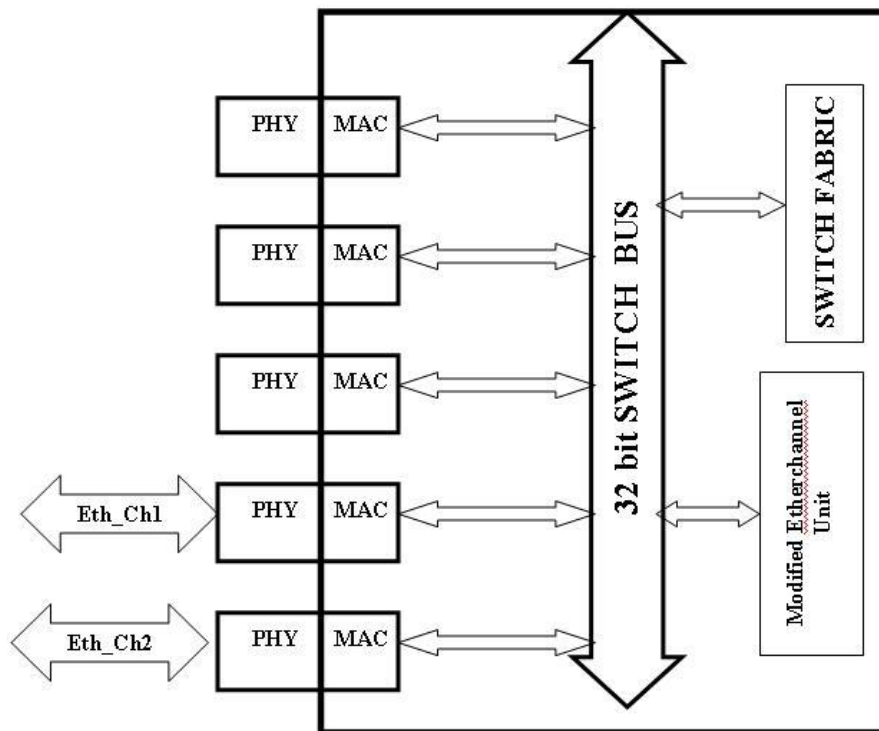 PHY MAC
PHY MAC
PHY MAC
Eth_Ch1 PHY MAC
Eth_Ch2 PHY MAC
32 bit SWITCH BUS
SWITCH FABRIC
Modified Etherchannel
Unit